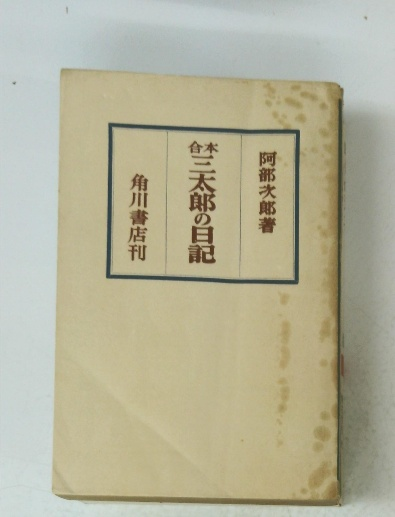 阿部次郎著
合本 三太郎の日記
角川書店刊